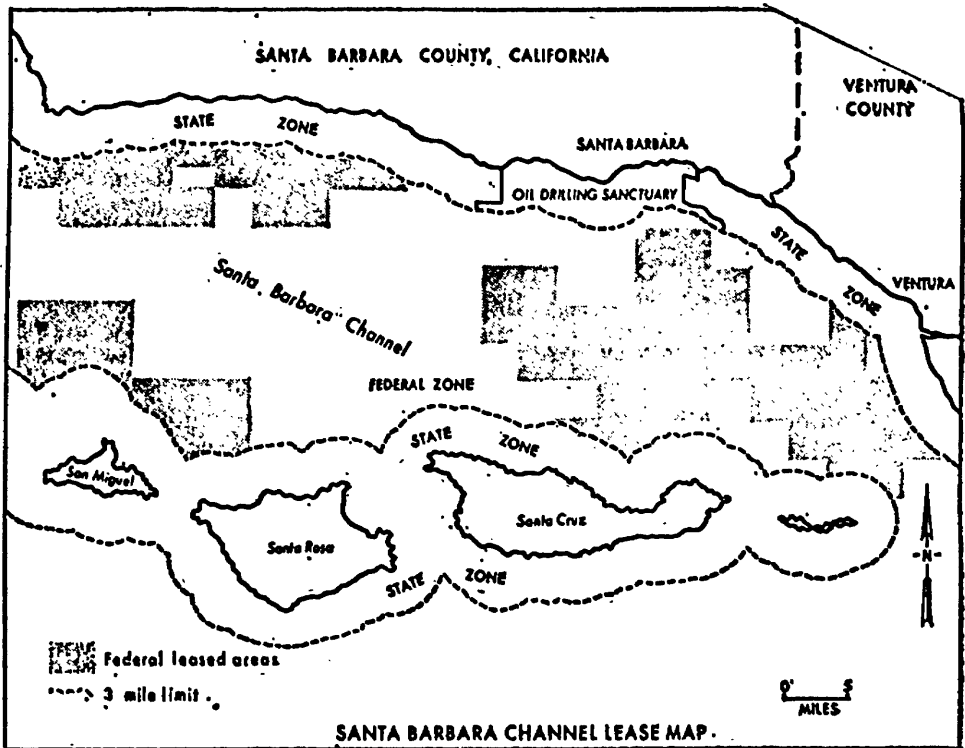 SANTA BARBARA COUNTY, CALIFORNIA
VENTURA
COUNTY
STATE ZONE
SANTA BARBARA
OIL DRILLING SANCTUARY
STATE
ZONE
VENTURA
Santa Barbara Channel
FEDERAL ZONE
STATE ZONE
San Miguel
Santa Rosa
Santa Cruz
STATE ZONE
N
Federal leased areas
3 mile limit
0 5
MILES
SANTA BARBARA CHANNEL LEASE MAP